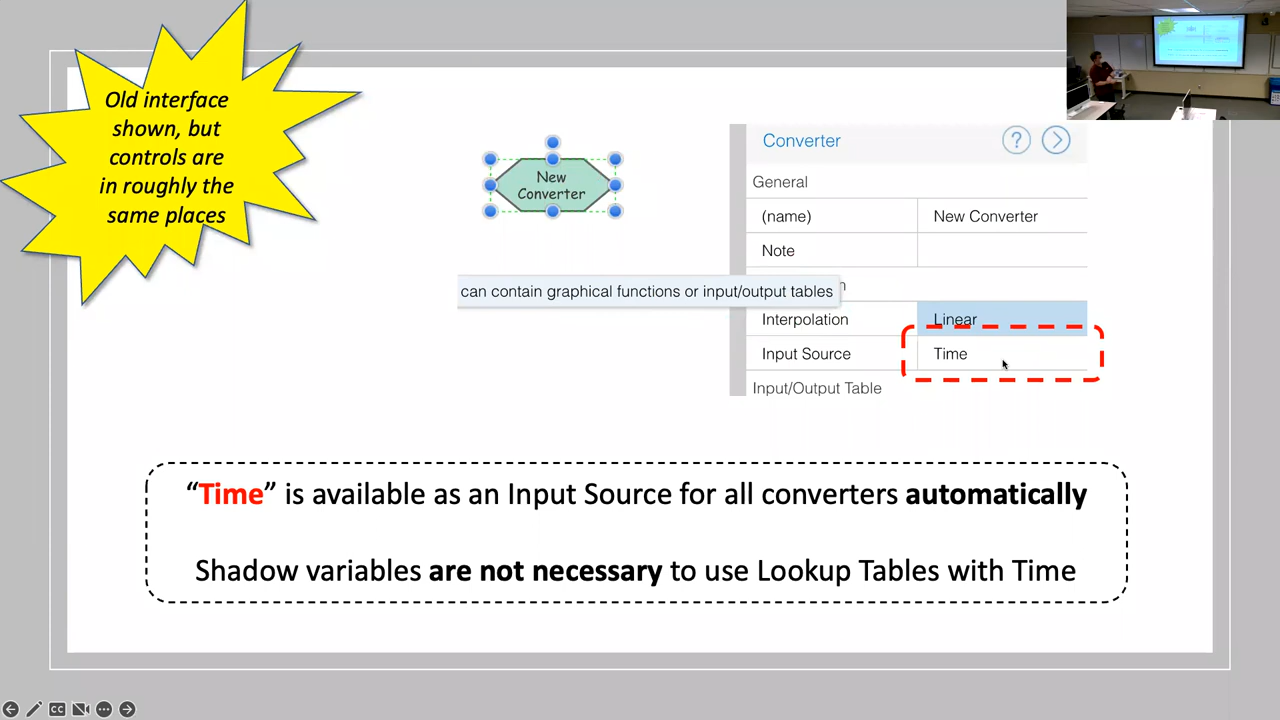 Old interface
shown, but
controls are
in roughly the
same places
New
Converter
Converter
?
General
(name) New Converter
Note
can contain graphical functions or input/output tables
n
Interpolation Linear
Input Source Time
Input/Output Table
“Time” is available as an Input Source for all converters automatically
Shadow variables are not necessary to use Lookup Tables with Time
CC